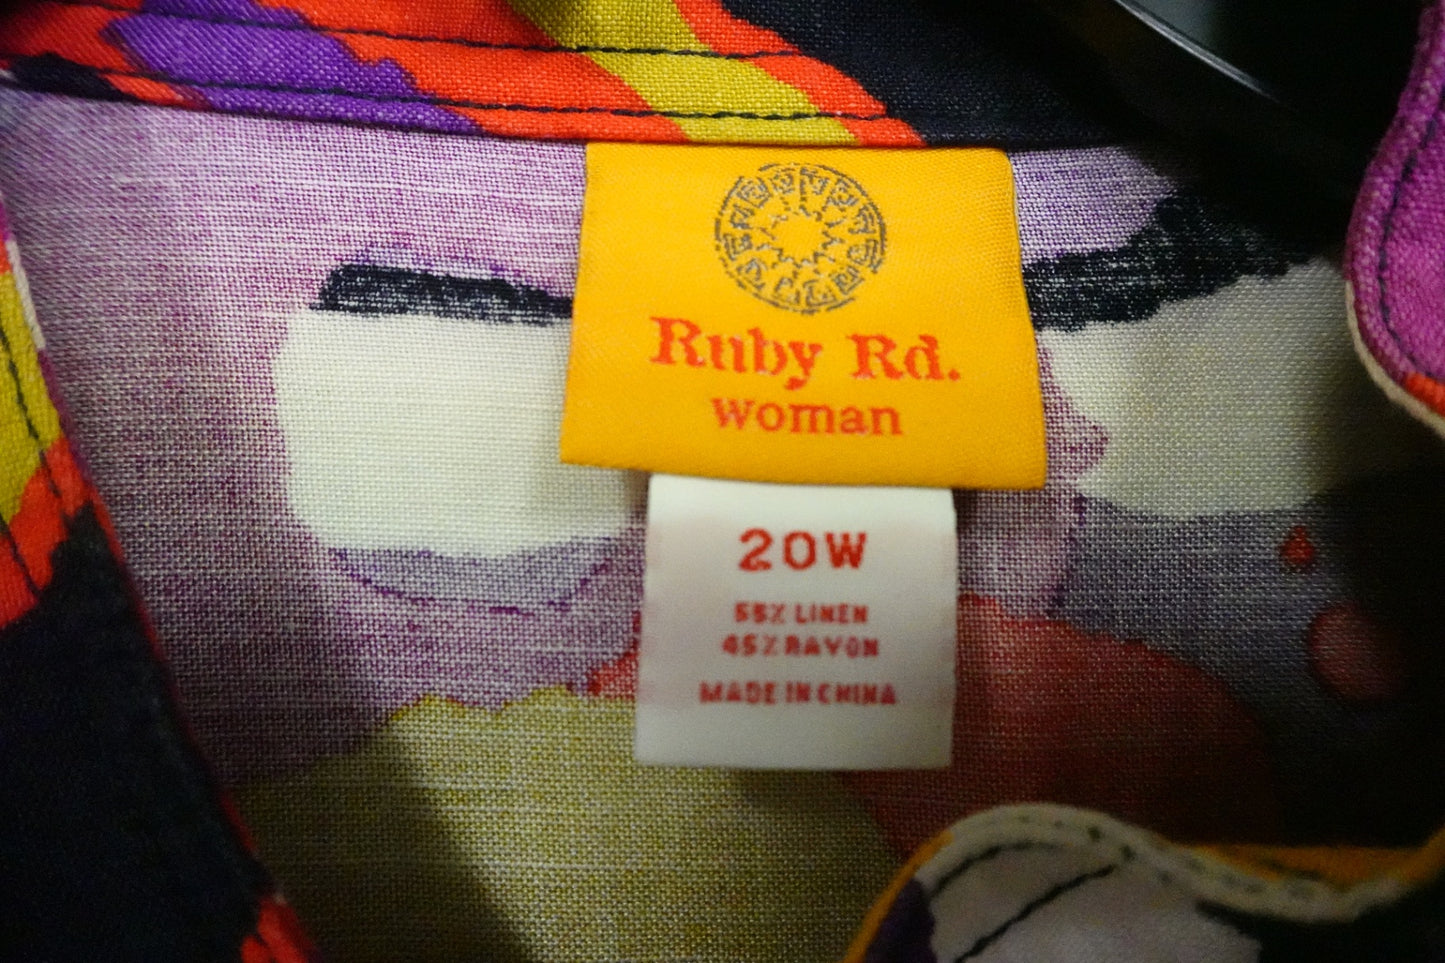 Ruby Rd.
woman
20W
55% LINEN
45% RAYON
MADE IN CHINA